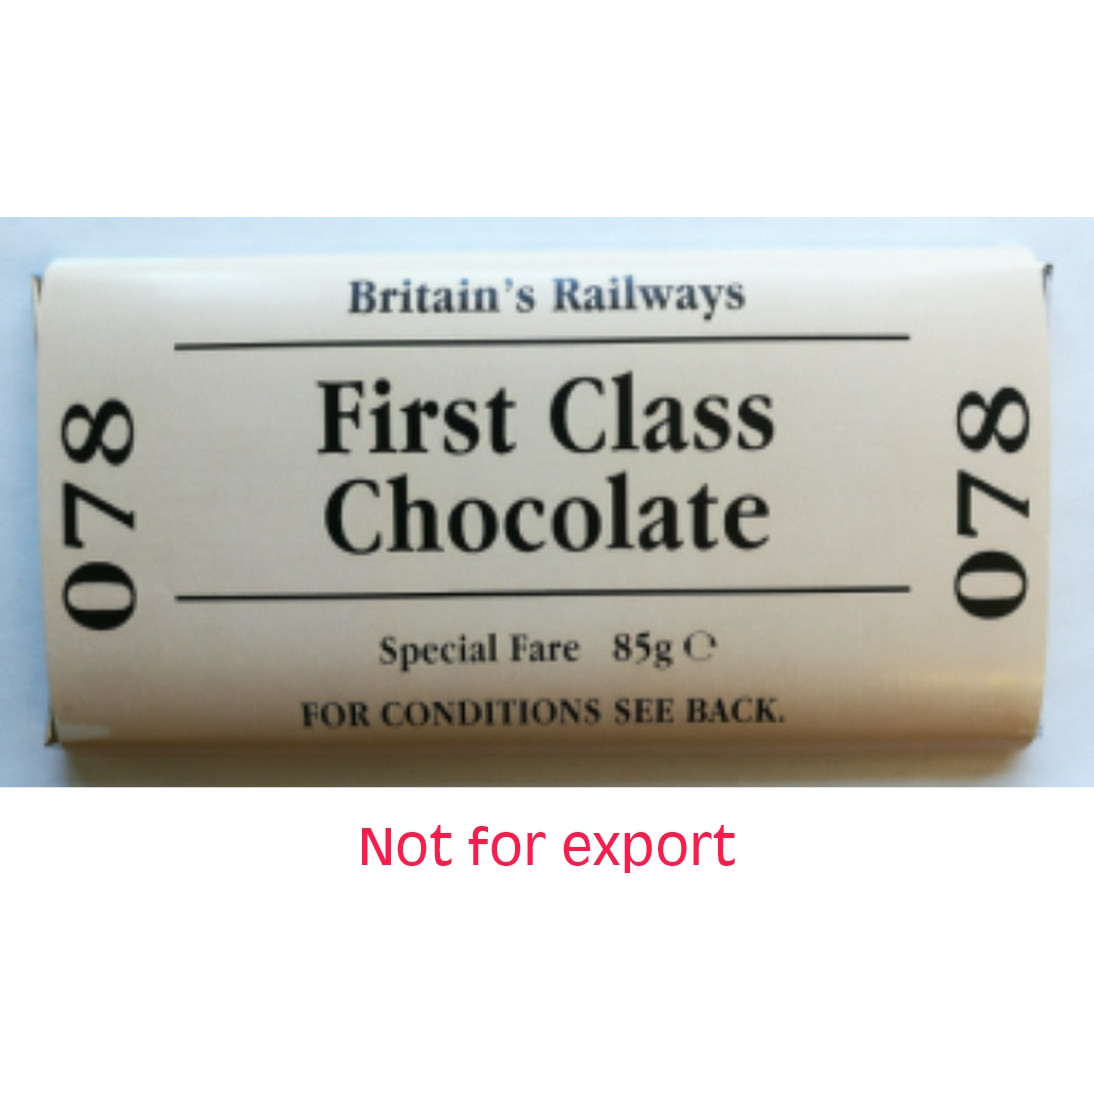 Britain's Railways
First Class
Chocolate
078
078
Special Fare 85g ℮
FOR CONDITIONS SEE BACK.
Not for export